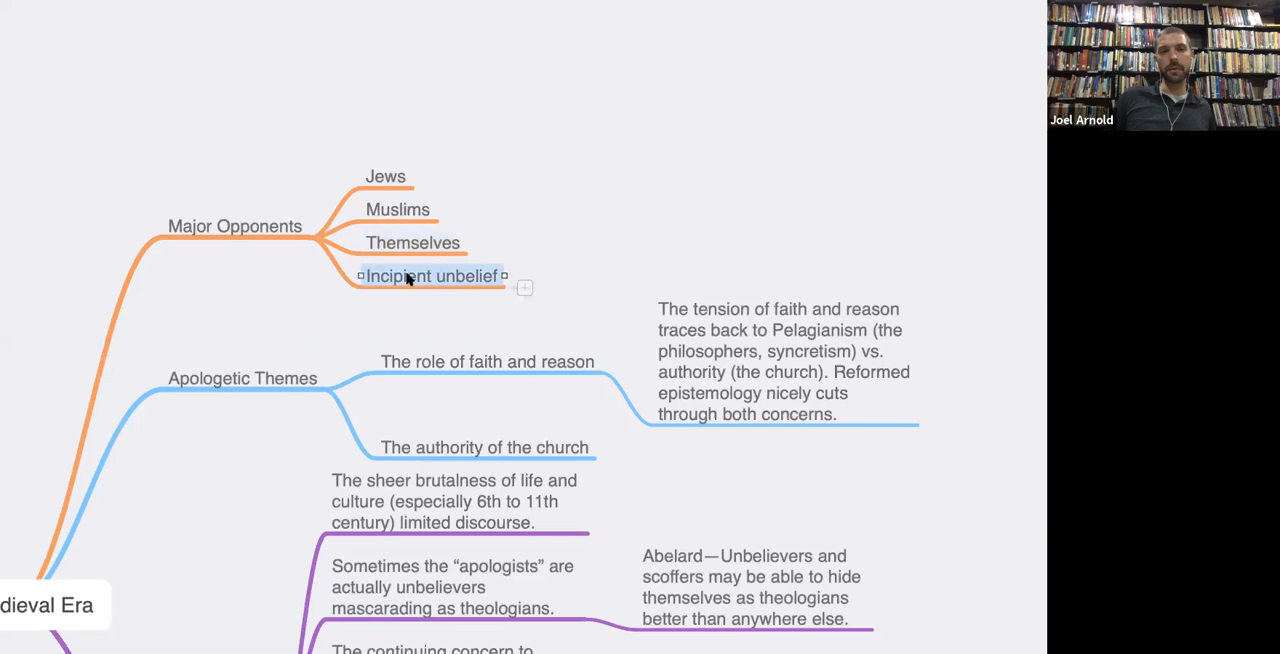 Joel Arnold
Jews
Muslims
Major Opponents
Themselves
Incipient unbelief
The tension of faith and reason
traces back to Pelagianism (the
philosophers, syncretism) vs.
authority (the church). Reformed
epistemology nicely cuts
through both concerns.
The role of faith and reason
Apologetic Themes
The authority of the church
The sheer brutalness of life and
culture (especially 6th to 11th
century) limited discourse.
Sometimes the “apologists” are
actually unbelievers
mascarading as theologians.
Abelard—Unbelievers and
scoffers may be able to hide
themselves as theologians
better than anywhere else.
dieval Era
The continuing concern to